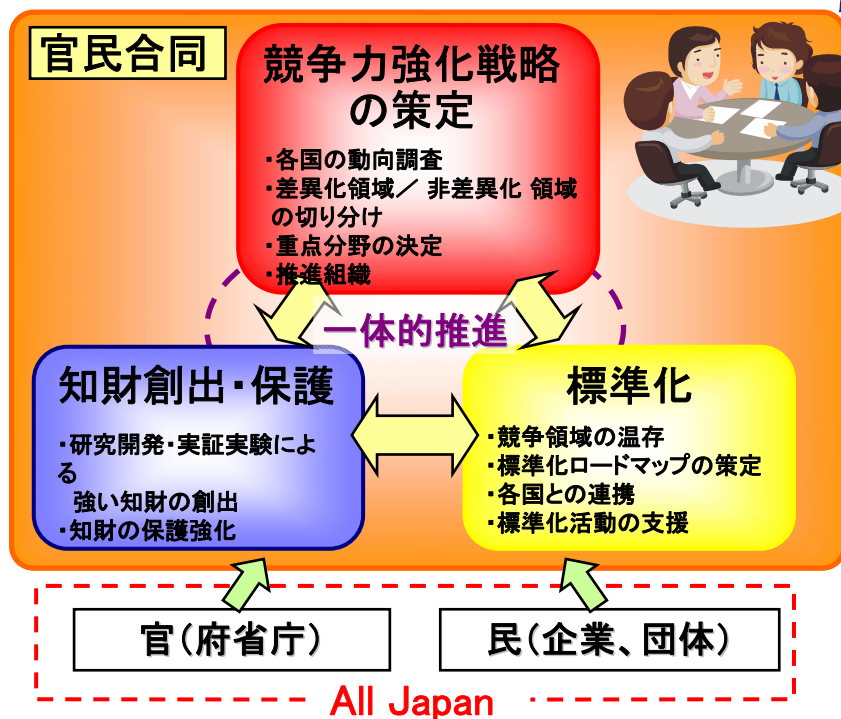 官民合同
競争力強化戦略
の策定
・各国の動向調査
・差異化領域／ 非差異化 領域
の切り分け
・重点分野の決定
・推進組織
一体的推進
知財創出・保護
・研究開発・実証実験によ
る
強い知財の創出
・知財の保護強化
標準化
・競争領域の温存
・標準化ロードマップの策定
・各国との連携
・標準化活動の支援
官（府省庁）
民（企業、団体）
All Japan